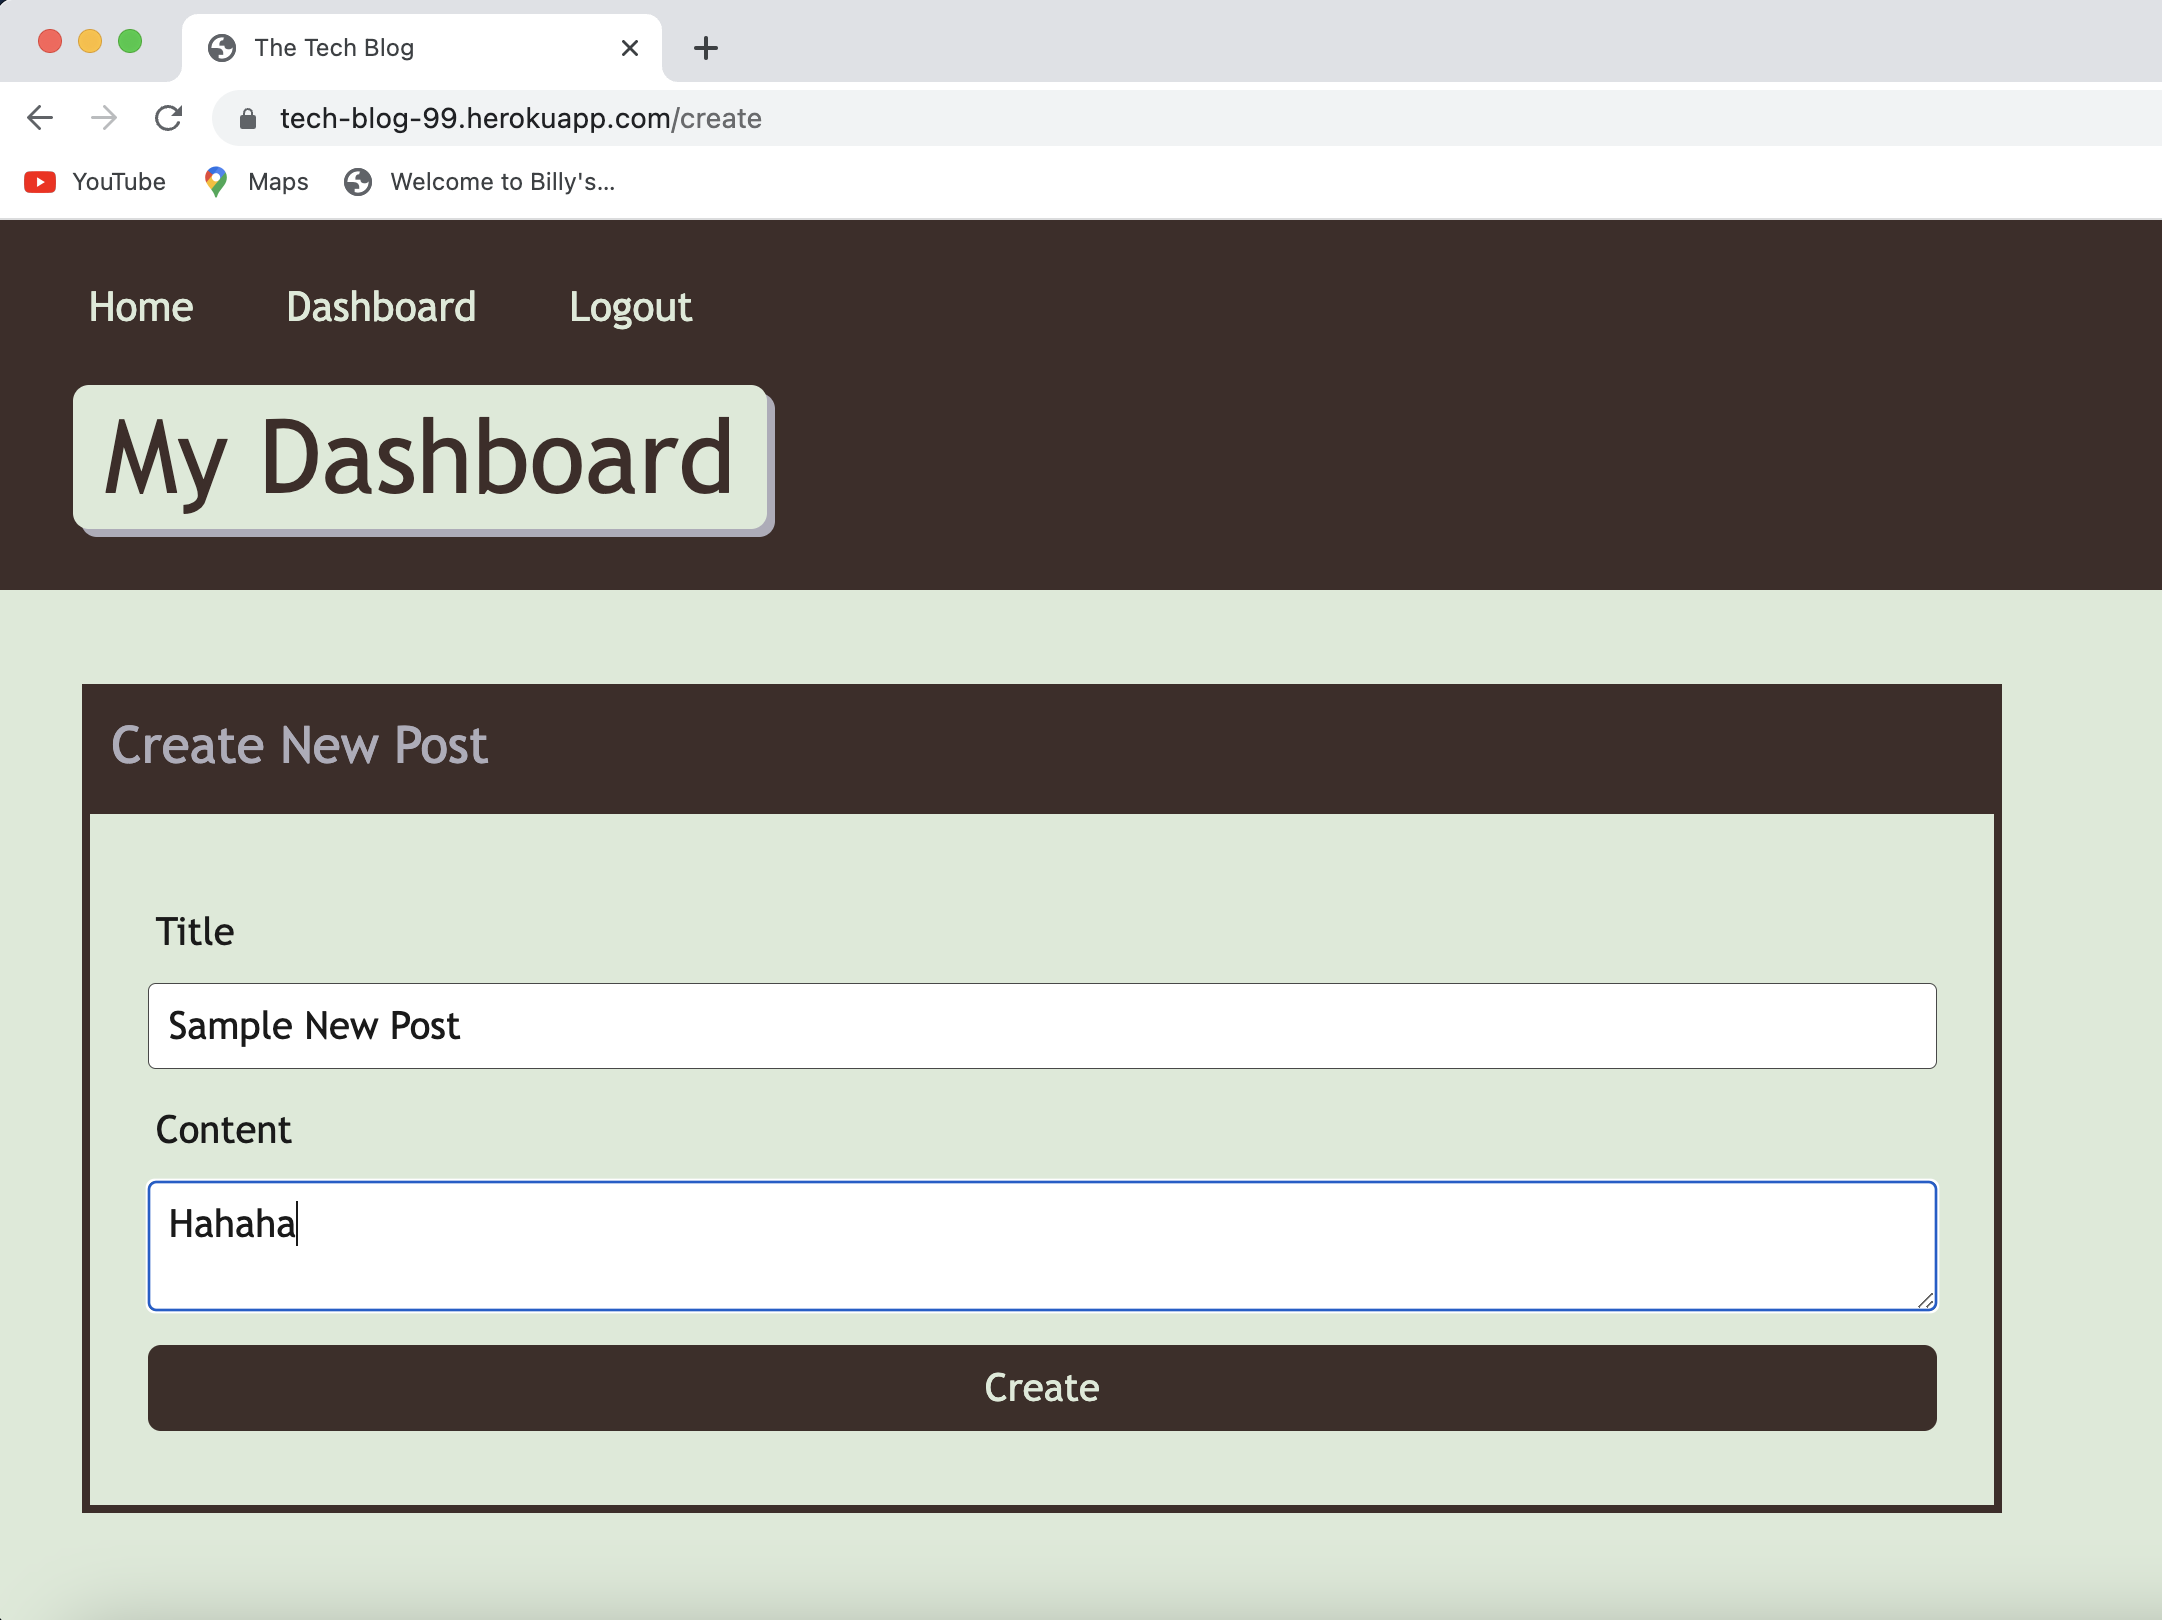 The Tech Blog
tech-blog-99.herokuapp.com/create
YouTube Maps Welcome to Billy's...
Home Dashboard Logout
My Dashboard
Create New Post
Title
Sample New Post
Content
Hahaha
Create